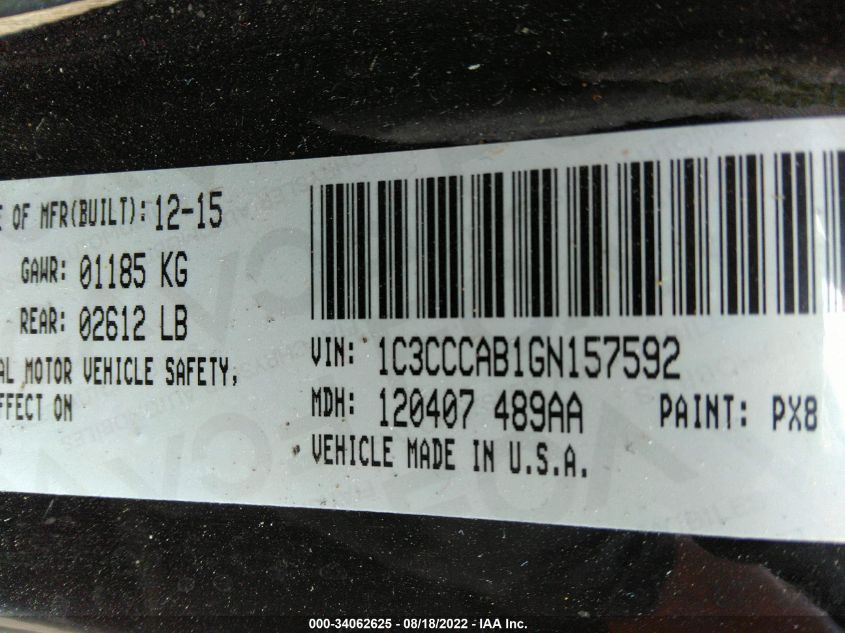 E OF MFR(BUILT): 12-15
GAWR: 01185 KG
REAR: 02612 LB
AL MOTOR VEHICLE SAFETY,
FFECT ON
VIN: 1C3CCCAB1GN157592
MDH: 120407 489AA PAINT: PX8
VEHICLE MADE IN U.S.A.
000-34062625 - 08/18/2022 - IAA Inc.